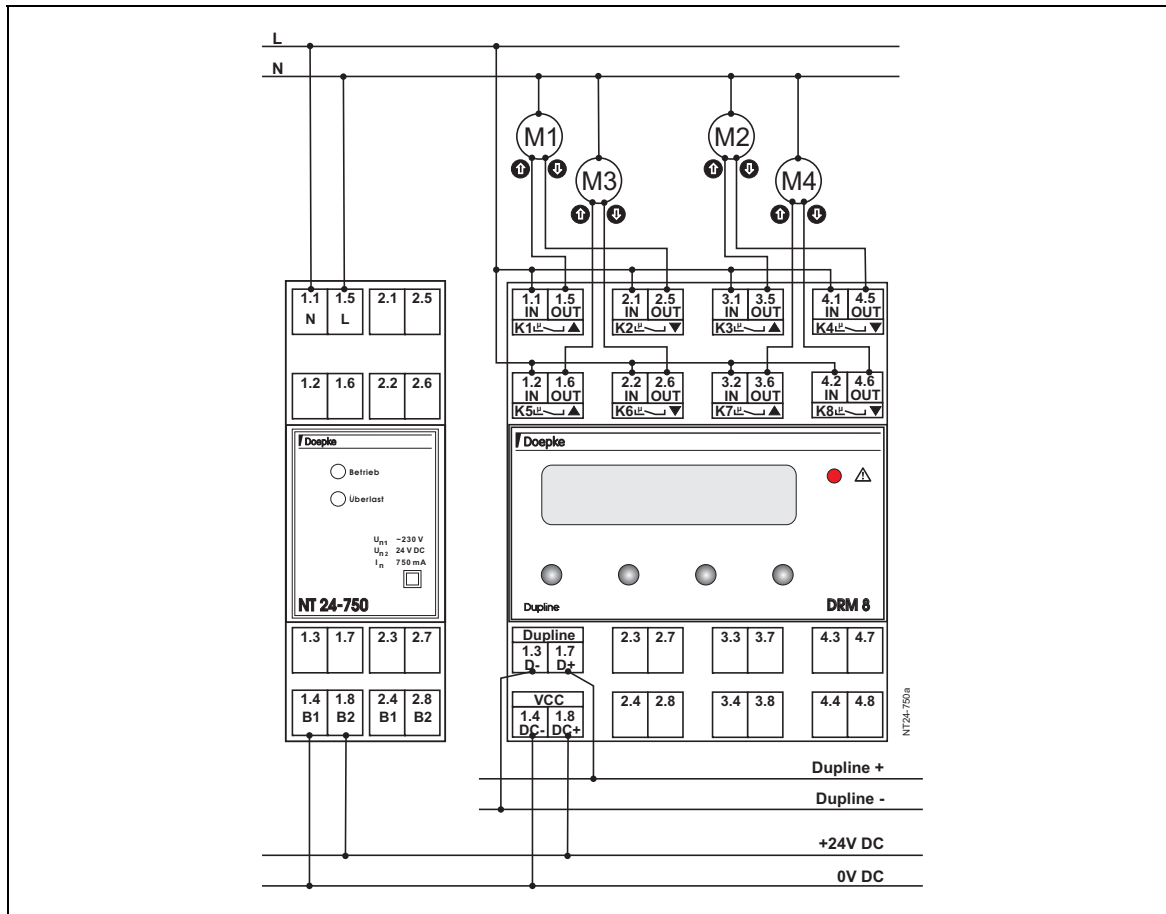 L
N
M1
M2
M3
M4
1.1 1.5 2.1 2.5
N L
1.2 1.6 2.2 2.6
Doepke
Betrieb
Überlast
Un1 ~230 V
Un2 24 V DC
In 750 mA
NT 24-750
1.3 1.7 2.3 2.7
1.4 1.8 2.4 2.8
B1 B2 B1 B2
1.1 1.5 2.1 2.5 3.1 3.5 4.1 4.5
IN OUT IN OUT IN OUT IN OUT
K1 µ K2 µ K3 µ K4 µ
1.2 1.6 2.2 2.6 3.2 3.6 4.2 4.6
IN OUT IN OUT IN OUT IN OUT
K5 µ K6 µ K7 µ K8 µ
Doepke
Dupline DRM 8
Dupline
1.3 1.7 2.3 2.7 3.3 3.7 4.3 4.7
D- D+
VCC
1.4 1.8 2.4 2.8 3.4 3.8 4.4 4.8
DC- DC+
NT24-750a
Dupline +
Dupline -
+24V DC
0V DC